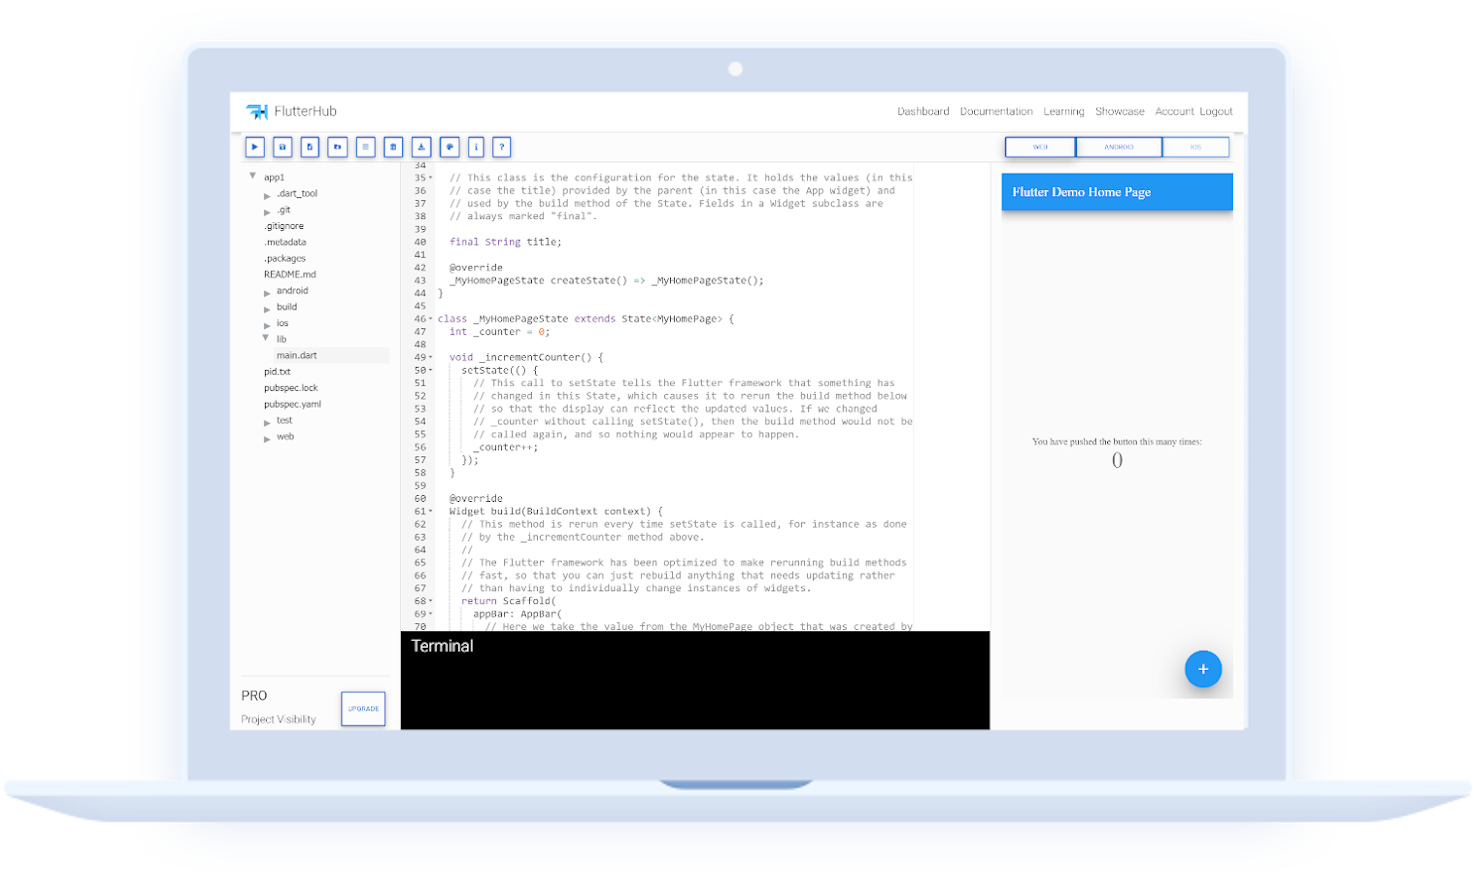 FlutterHub
Dashboard Documentation Learning Showcase Account Logout
WEB ANDROID IOS
app1
.dart_tool
.git
.gitignore
.metadata
.packages
README.md
android
build
ios
lib
main.dart
pid.txt
pubspec.lock
pubspec.yaml
test
web
PRO
Project Visibility
UPGRADE
34
35 // This class is the configuration for the state. It holds the values (in this
36 // case the title) provided by the parent (in this case the App widget) and
37 // used by the build method of the State. Fields in a Widget subclass are
38 // always marked "final".
39
40 final String title;
41
42 @override
43 _MyHomePageState createState() => _MyHomePageState();
44 }
45
46 class _MyHomePageState extends State<MyHomePage> {
47 int _counter = 0;
48
49 void _incrementCounter() {
50 setState(() {
51 // This call to setState tells the Flutter framework that something has
52 // changed in this State, which causes it to rerun the build method below
53 // so that the display can reflect the updated values. If we changed
54 // _counter without calling setState(), then the build method would not be
55 // called again, and so nothing would appear to happen.
56 _counter++;
57 });
58 }
59
60 @override
61 Widget build(BuildContext context) {
62 // This method is rerun every time setState is called, for instance as done
63 // by the _incrementCounter method above.
64 //
65 // The Flutter framework has been optimized to make rerunning build methods
66 // fast, so that you can just rebuild anything that needs updating rather
67 // than having to individually change instances of widgets.
68 return Scaffold(
69 appBar: AppBar(
70 // Here we take the value from the MyHomePage object that was created by
Terminal
Flutter Demo Home Page
You have pushed the button this many times:
0
+